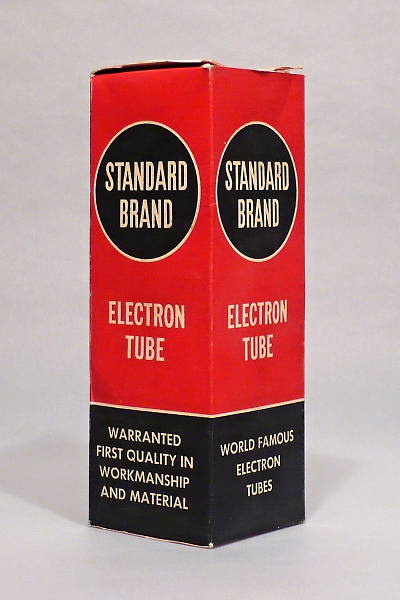 STANDARD
BRAND
ELECTRON
TUBE
WARRANTED
FIRST QUALITY IN
WORKMANSHIP
AND MATERIAL
STANDARD
BRAND
ELECTRON
TUBE
WORLD FAMOUS
ELECTRON
TUBES